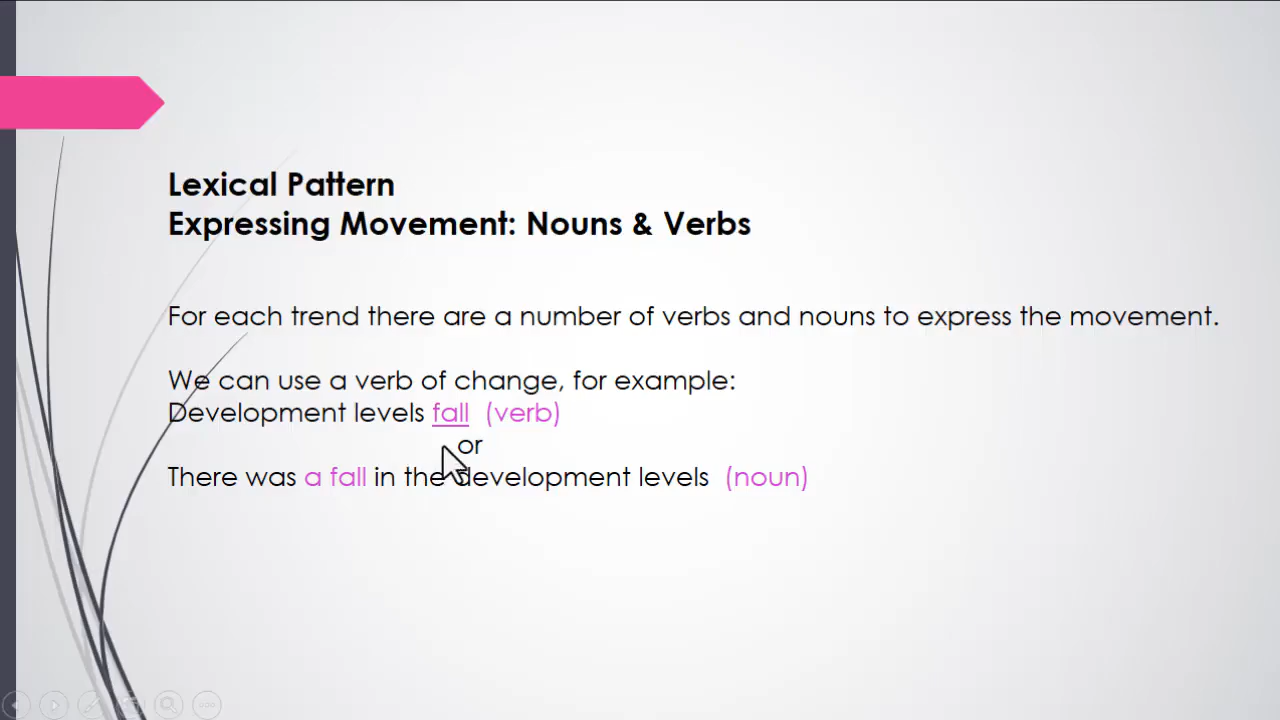 Lexical Pattern
Expressing Movement: Nouns & Verbs
For each trend there are a number of verbs and nouns to express the movement.
We can use a verb of change, for example:
Development levels fall (verb)
or
There was a fall in the development levels (noun)